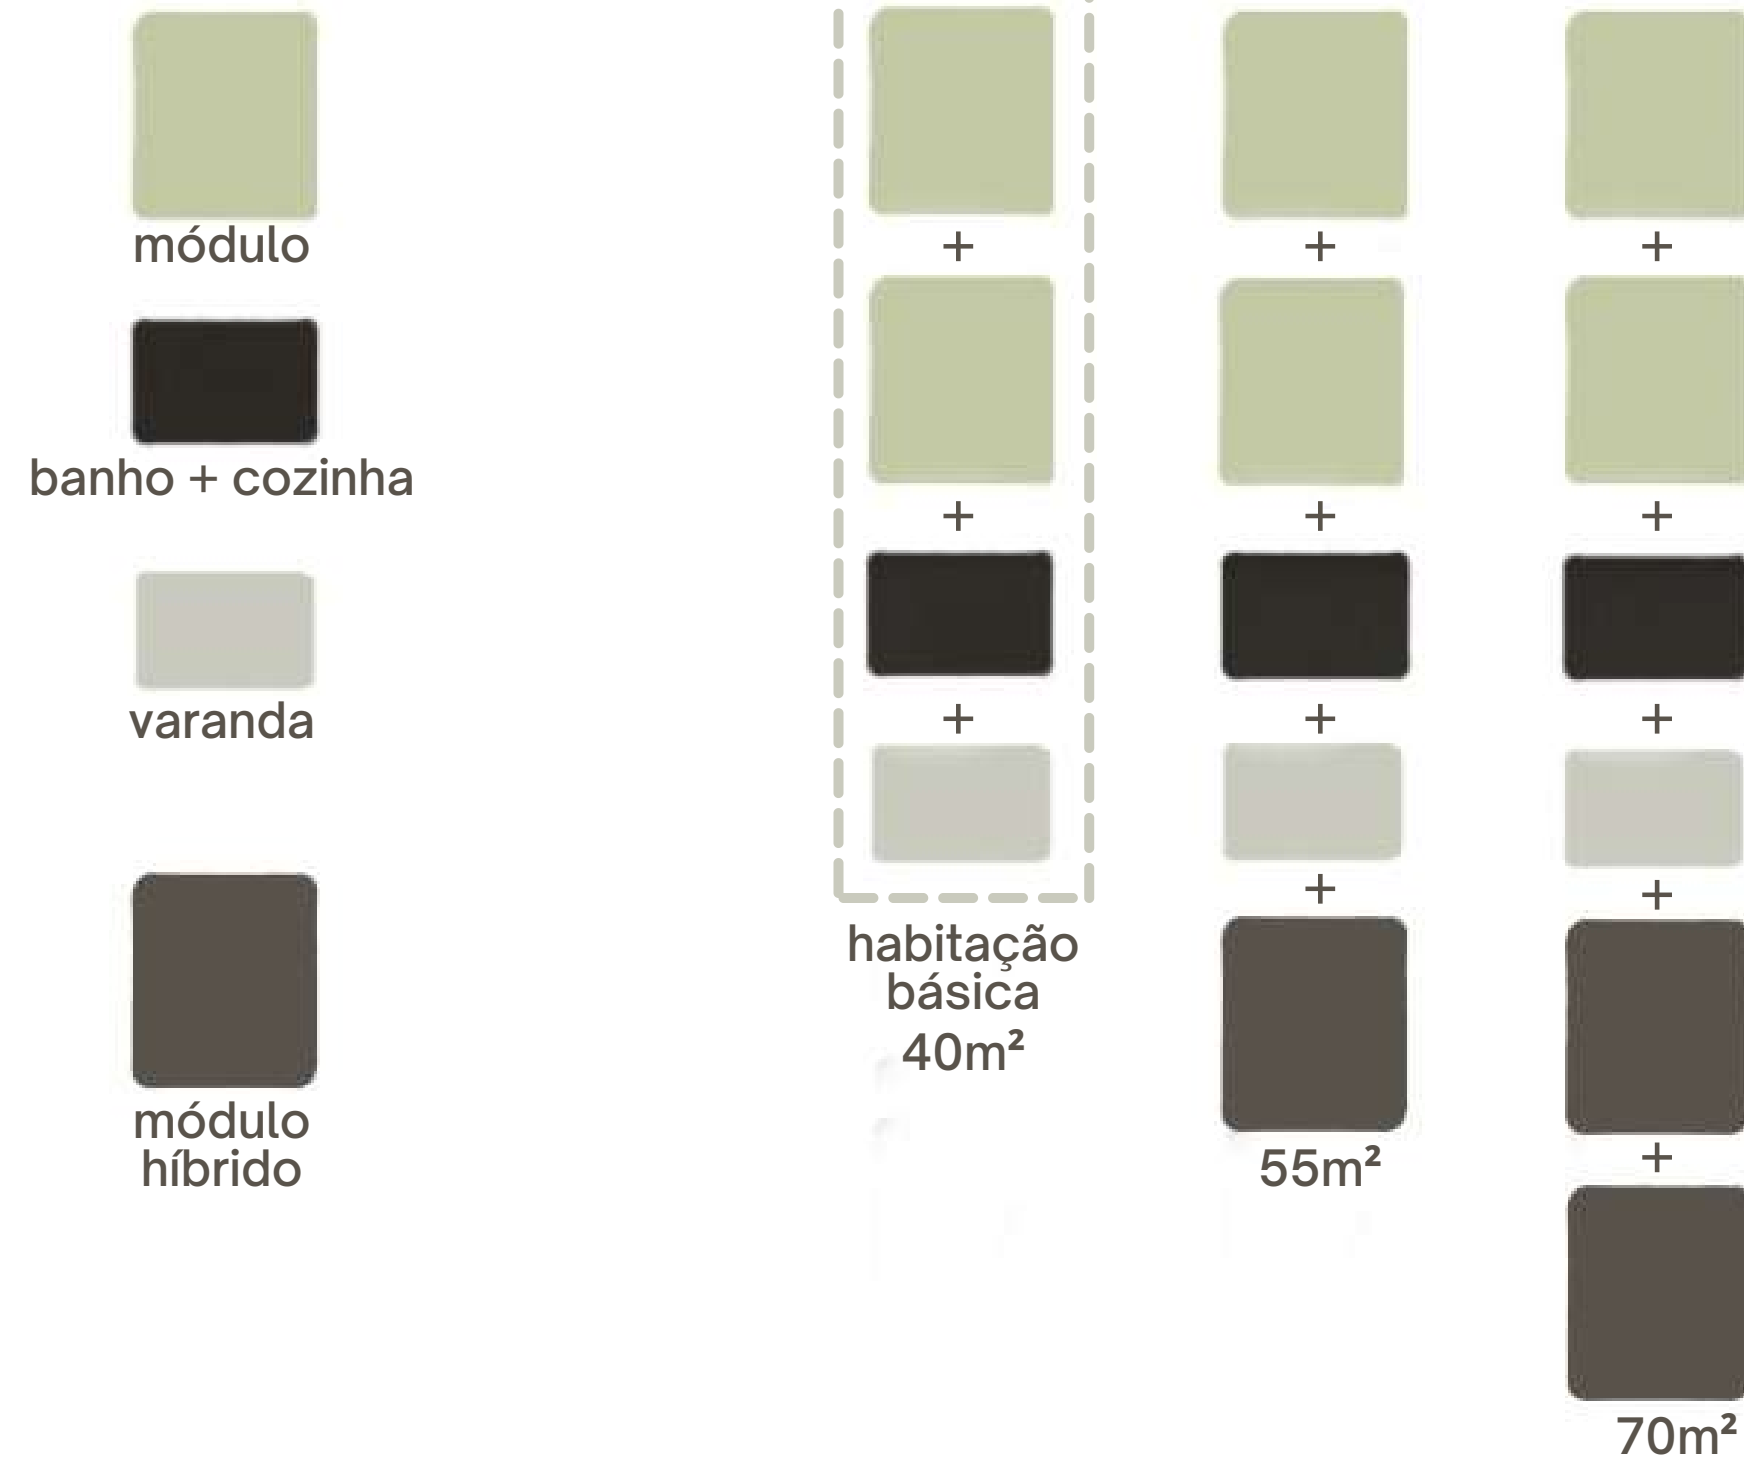 módulo
banho + cozinha
varanda
módulo
híbrido
+
+
+
habitação
básica
40m²
+
+
+
+
55m²
+
+
+
+
+
70m²